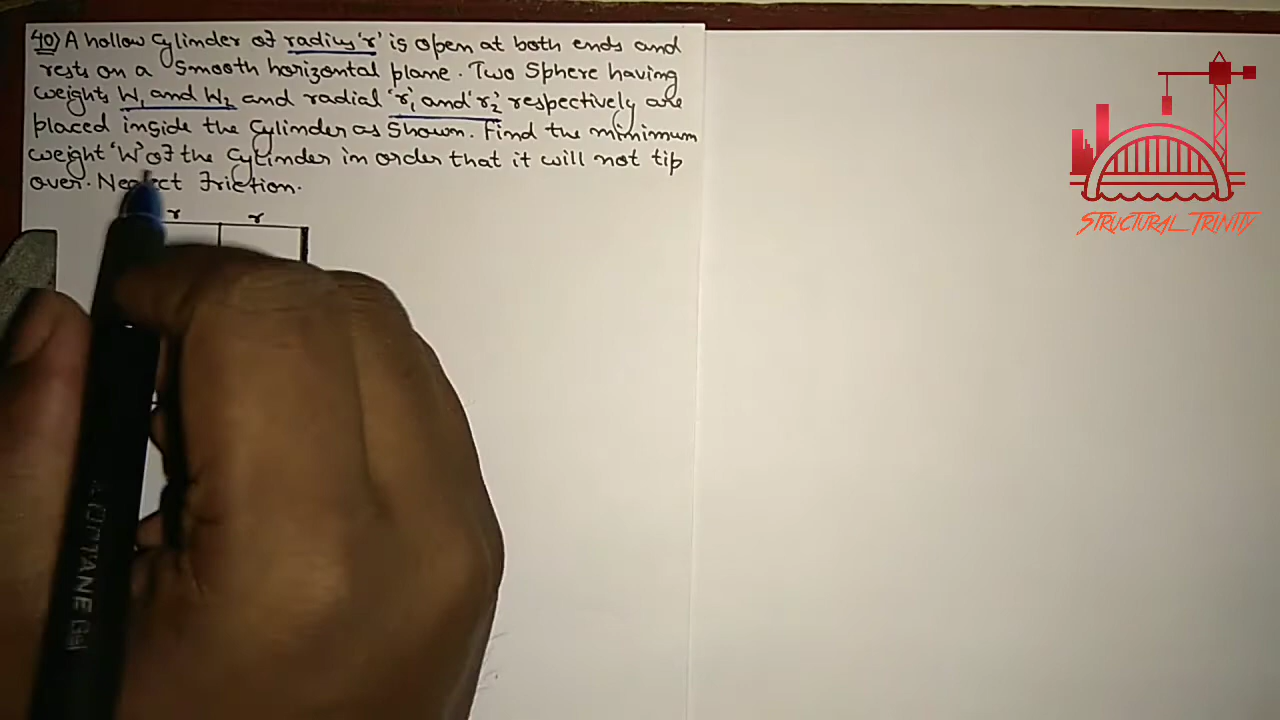 40) A hollow cylinder of radius 'r' is open at both ends and
rests on a smooth horizontal plane. Two Sphere having
weights W₁ and W₂ and radial 'r₁' and 'r₂' respectively are
placed inside the cylinder as shown. Find the minimum
weight 'W' of the cylinder in order that it will not tip
over. Neglect Friction.
r r
STRUCTURAL TRINITY